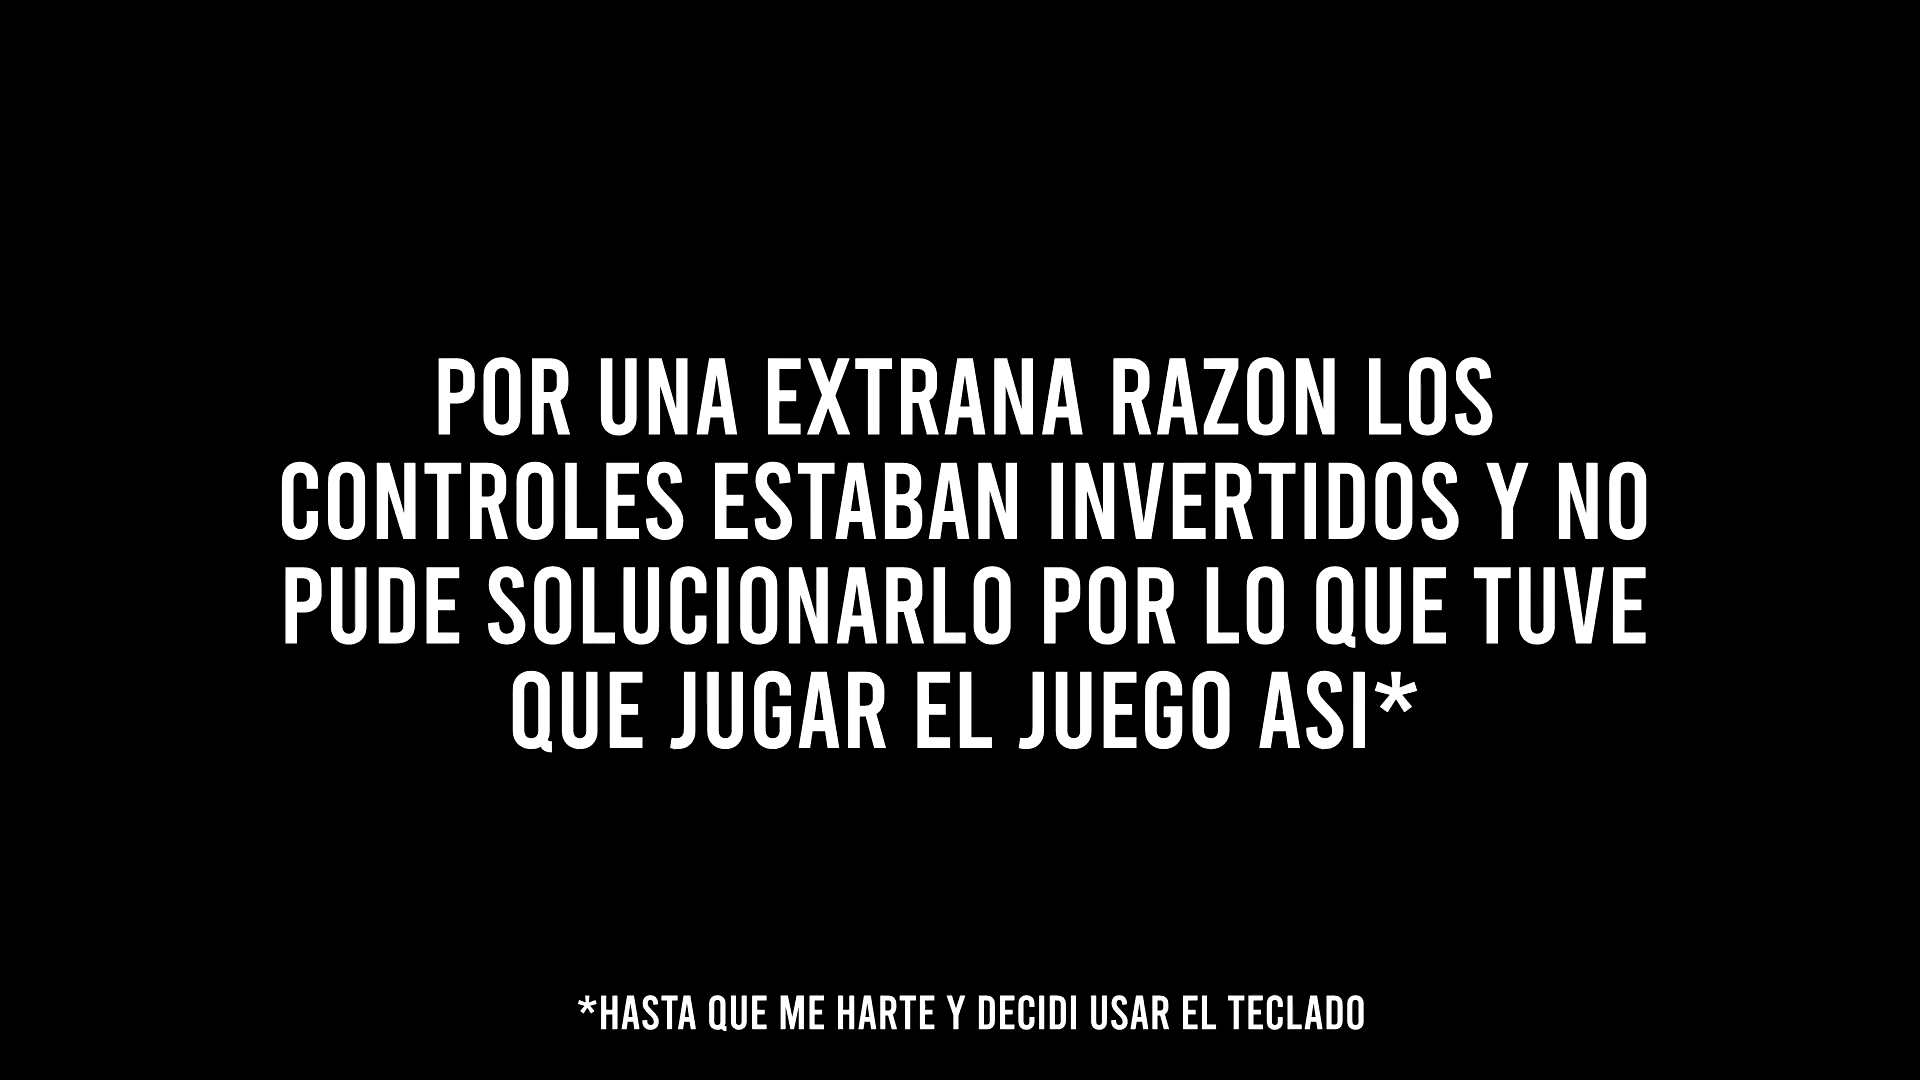 POR UNA EXTRANA RAZON LOS
CONTROLES ESTABAN INVERTIDOS Y NO
PUDE SOLUCIONARLO POR LO QUE TUVE
QUE JUGAR EL JUEGO ASI*
*HASTA QUE ME HARTE Y DECIDI USAR EL TECLADO